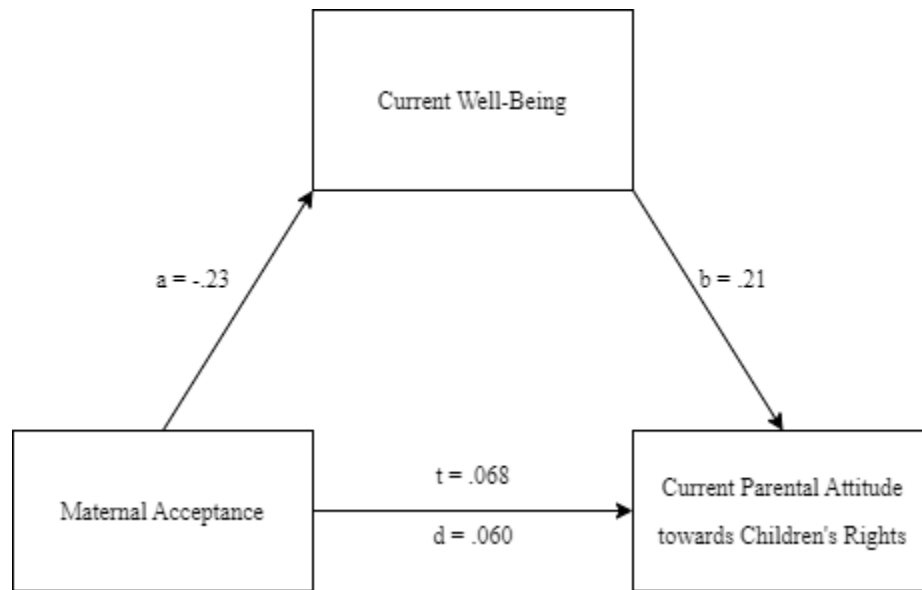 Current Well-Being
a = -.23
b = .21
Maternal Acceptance
t = .068
d = .060
Current Parental Attitude
towards Children's Rights